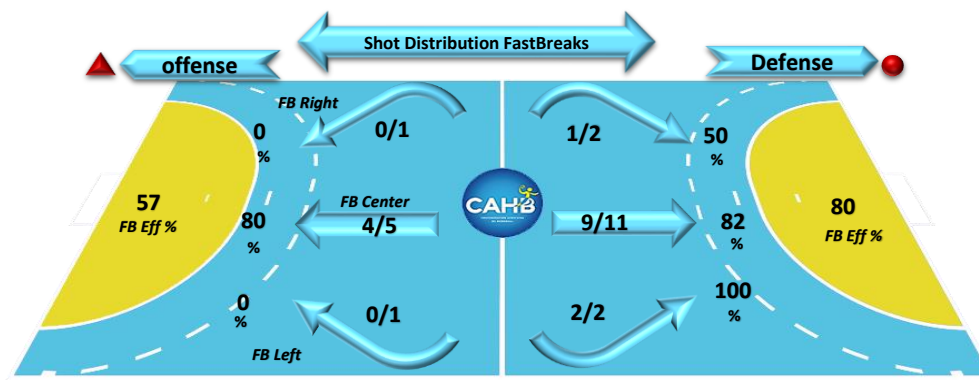 Shot Distribution FastBreaks
offense
Defense
FB Right
0
%
0/1
1/2
50
%
57
FB Eff %
80
%
FB Center
4/5
CAHB
9/11
82
%
80
FB Eff %
0
%
0/1
2/2
100
%
FB Left